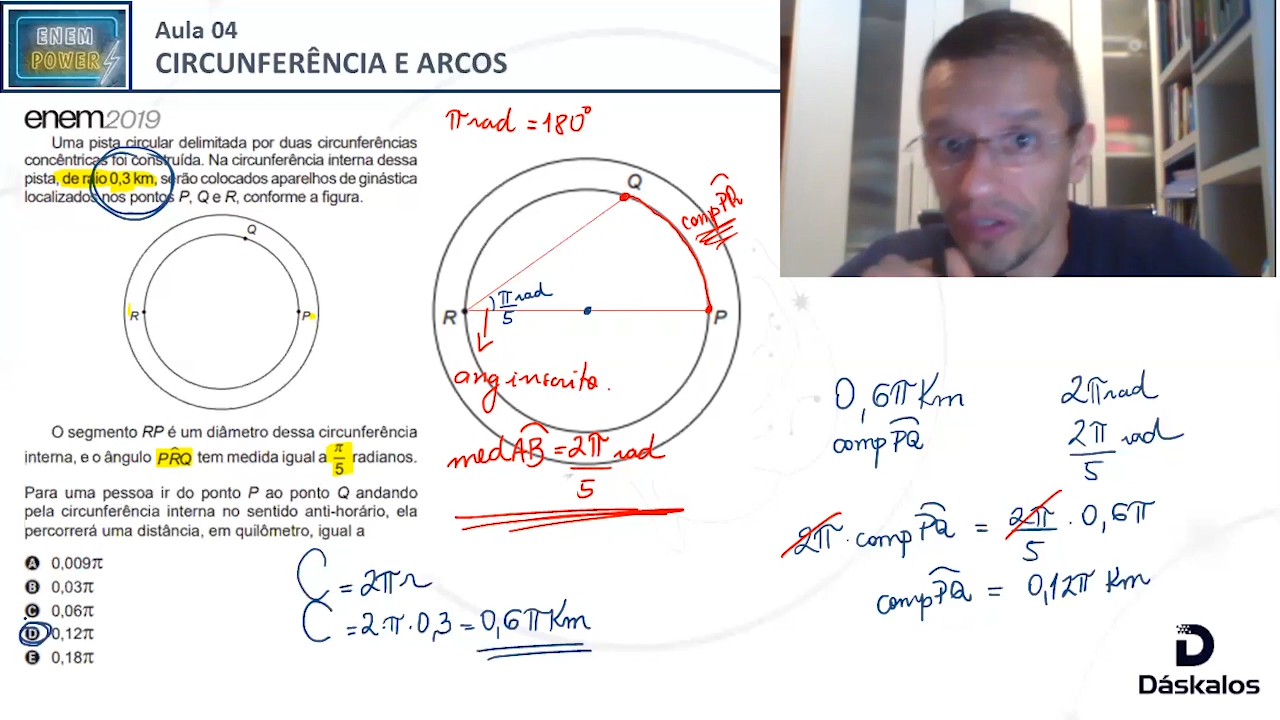 ENEM
POWER
Aula 04
CIRCUNFERÊNCIA E ARCOS
enem2019
Uma pista circular delimitada por duas circunferências
concêntricas foi construída. Na circunferência interna dessa
pista, de raio 0,3 km, serão colocados aparelhos de ginástica
localizados nos pontos P, Q e R, conforme a figura.
Q
R
P
O segmento RP é um diâmetro dessa circunferência
interna, e o ângulo PR̂Q tem medida igual a π/5 radianos.
Para uma pessoa ir do ponto P ao ponto Q andando
pela circunferência interna no sentido anti-horário, ela
percorrerá uma distância, em quilômetro, igual a
A 0,009π
B 0,03π
C 0,06π
D 0,12π
E 0,18π
π rad = 180°
Q
comp PQ
π/5 rad
R
P
ang inscrito.
med AB = 2π/5 rad
C = 2πr
C = 2.π.0,3 = 0,6π Km
0,6π Km 2π rad
comp PQ 2π/5 rad
2π . comp PQ = 2π/5 . 0,6π
comp PQ = 0,12π Km
Dáskalos